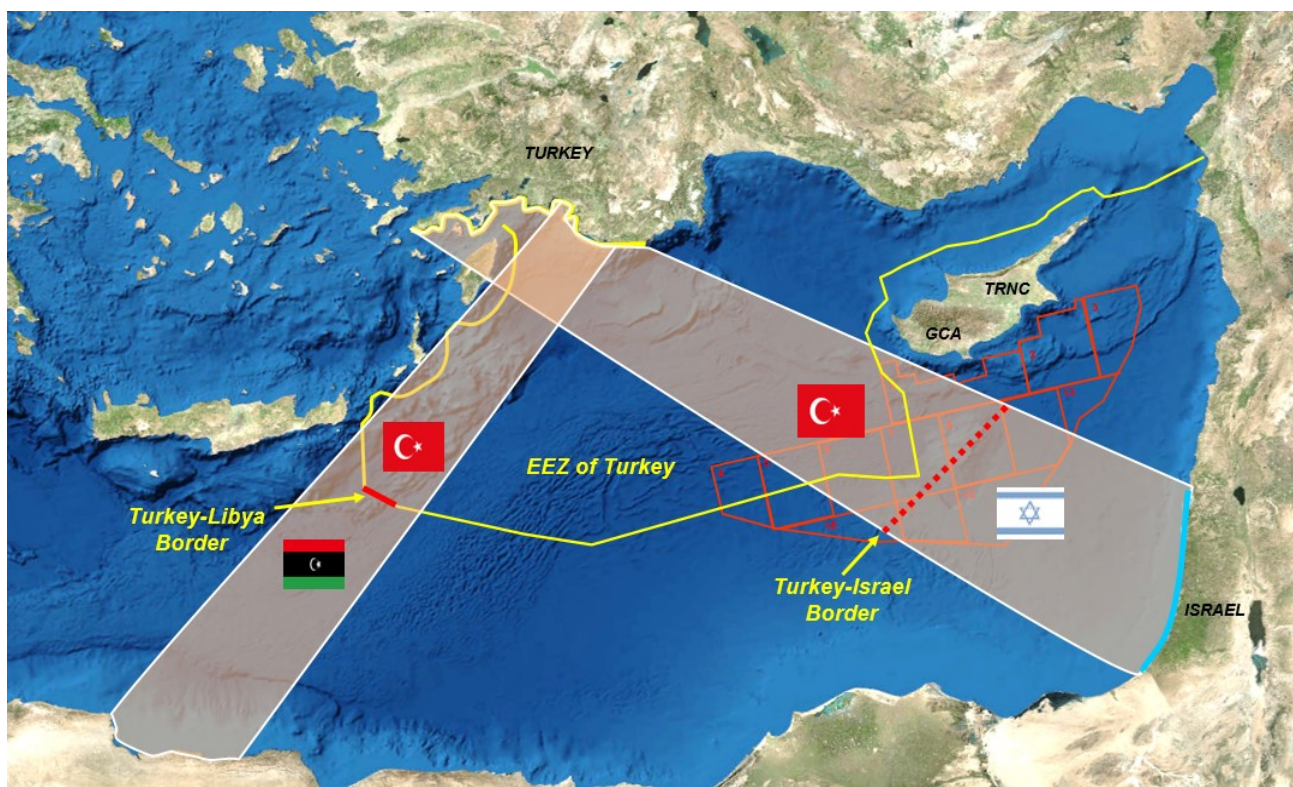 TURKEY
TRNC
GCA
EEZ of Turkey
Turkey-Libya
Border
Turkey-Israel
Border
ISRAEL